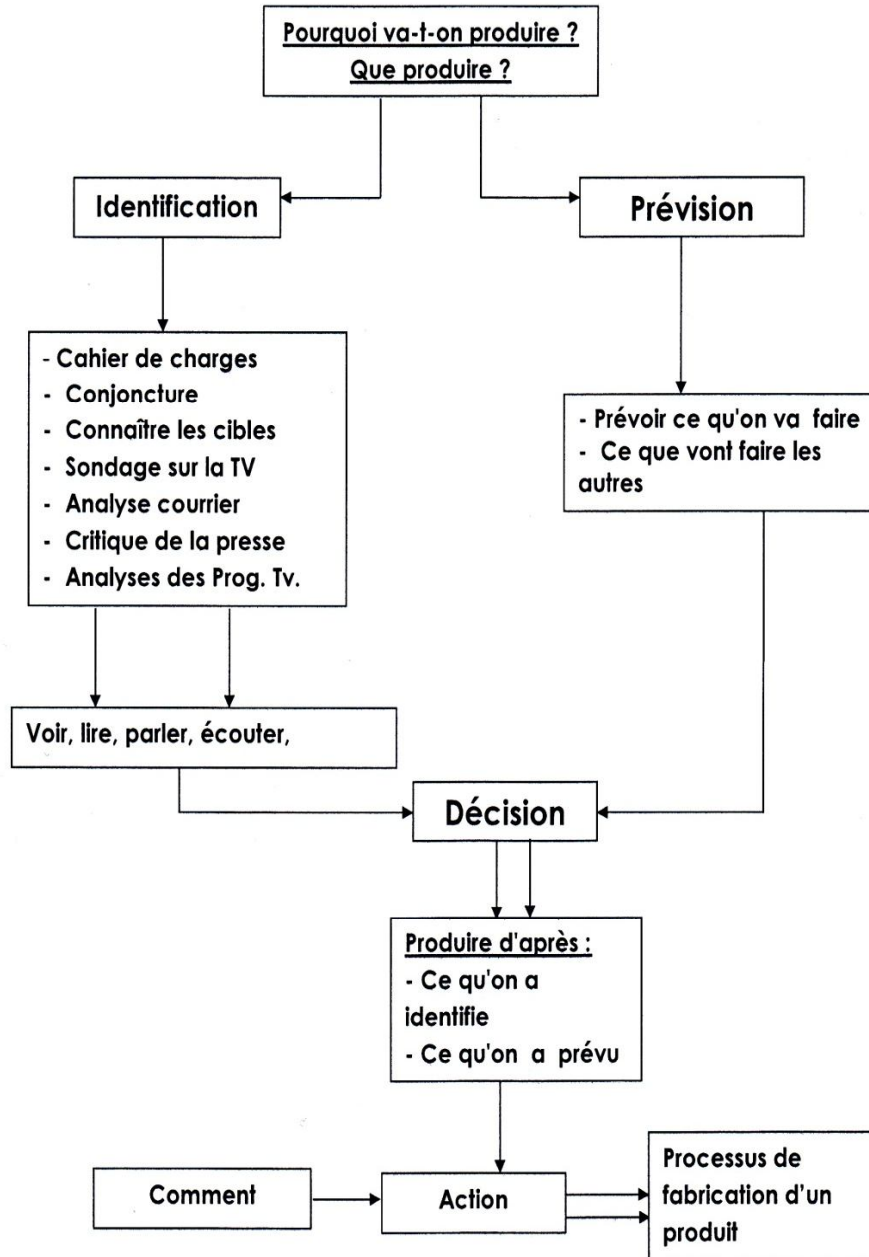 Pourquoi va-t-on produire ?
Que produire ?
Identification
Prévision
- Cahier de charges
- Conjoncture
- Connaître les cibles
- Sondage sur la TV
- Analyse courrier
- Critique de la presse
- Analyses des Prog. Tv.
- Prévoir ce qu'on va faire
- Ce que vont faire les
autres
Voir, lire, parler, écouter,
Décision
Produire d'après :
- Ce qu'on a
identifie
- Ce qu'on a prévu
Comment
Action
Processus de
fabrication d'un
produit